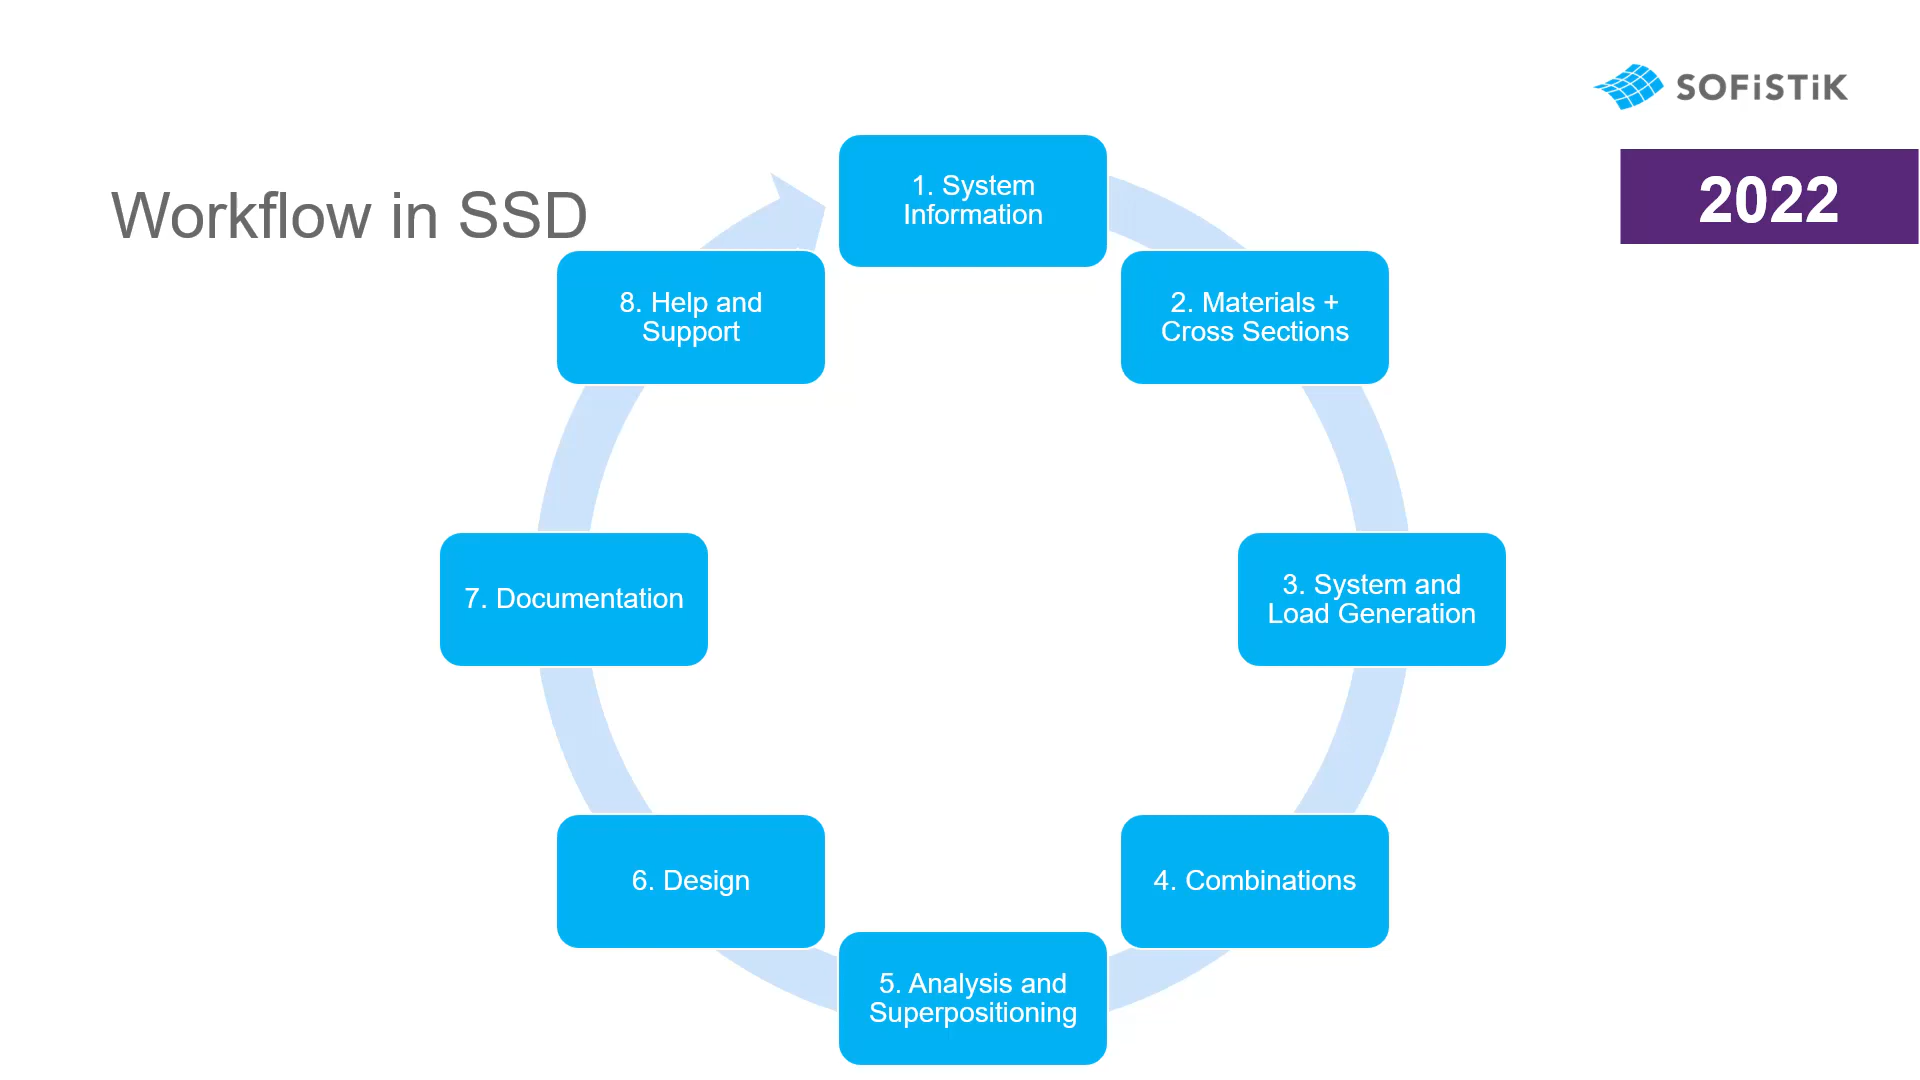 SOFiSTiK
2022
Workflow in SSD
1. System
Information
2. Materials +
Cross Sections
3. System and
Load Generation
4. Combinations
5. Analysis and
Superpositioning
6. Design
7. Documentation
8. Help and
Support